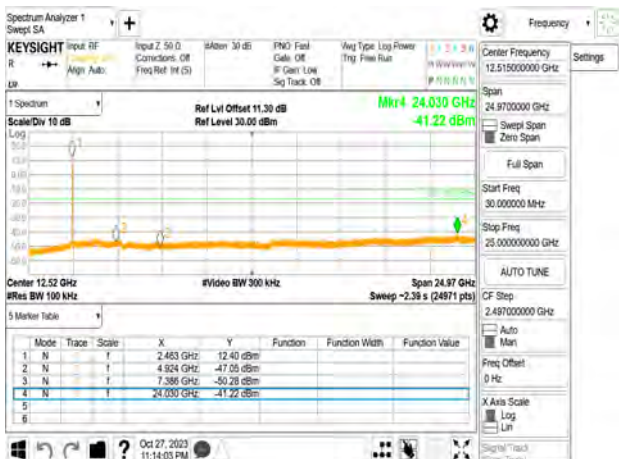 Spectrum Analyzer 1
Swept SA
+
Frequency
Settings
KEYSIGHT
Input: RF
Align: Auto
Input Z: 50 Ω
Corrections: Off
Freq Ref: Int (S)
#Atten: 30 dB
PNO: Fast
Gate: Off
IF Gain: Low
Sig Track: Off
Avg Type: Log-Power
Trig: Free Run
Center Frequency
12.515000000 GHz
Span
24.9700000 GHz
Swept Span
Zero Span
Full Span
Start Freq
30.000000 MHz
Stop Freq
25.000000000 GHz
AUTO TUNE
CF Step
2.497000000 GHz
Auto
Man
Freq Offset
0 Hz
X Axis Scale
Log
Lin
Signal Track
1 Spectrum
Scale/Div 10 dB
Ref Lvl Offset 11.30 dB
Ref Level 30.00 dBm
Mkr4 24.030 GHz
-41.22 dBm
Log
Center 12.52 GHz
#Res BW 100 kHz
#Video BW 300 kHz
Span 24.97 GHz
Sweep ~2.39 s (24971 pts)
5 Marker Table
Mode Trace Scale X Y Function Function Width Function Value
1 N f 2.463 GHz 12.40 dBm
2 N f 4.924 GHz -47.05 dBm
3 N f 7.386 GHz -50.28 dBm
4 N f 24.030 GHz -41.22 dBm
5
6
? Oct 27, 2023
11:14:03 PM